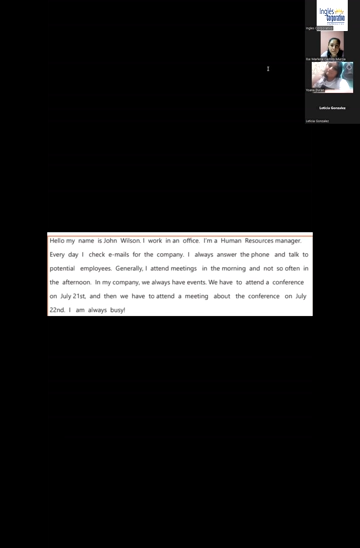 Inglés
Corporation
Leticia Gonzalez
Leticia Gonzalez
Hello my name is John Wilson. I work in an office. I'm a Human Resources manager.
Every day I check e-mails for the company. I always answer the phone and talk to
potential employees. Generally, I attend meetings in the morning and not so often in
the afternoon. In my company, we always have events. We have to attend a conference
on July 21st, and then we have to attend a meeting about the conference on July
22nd. I am always busy!